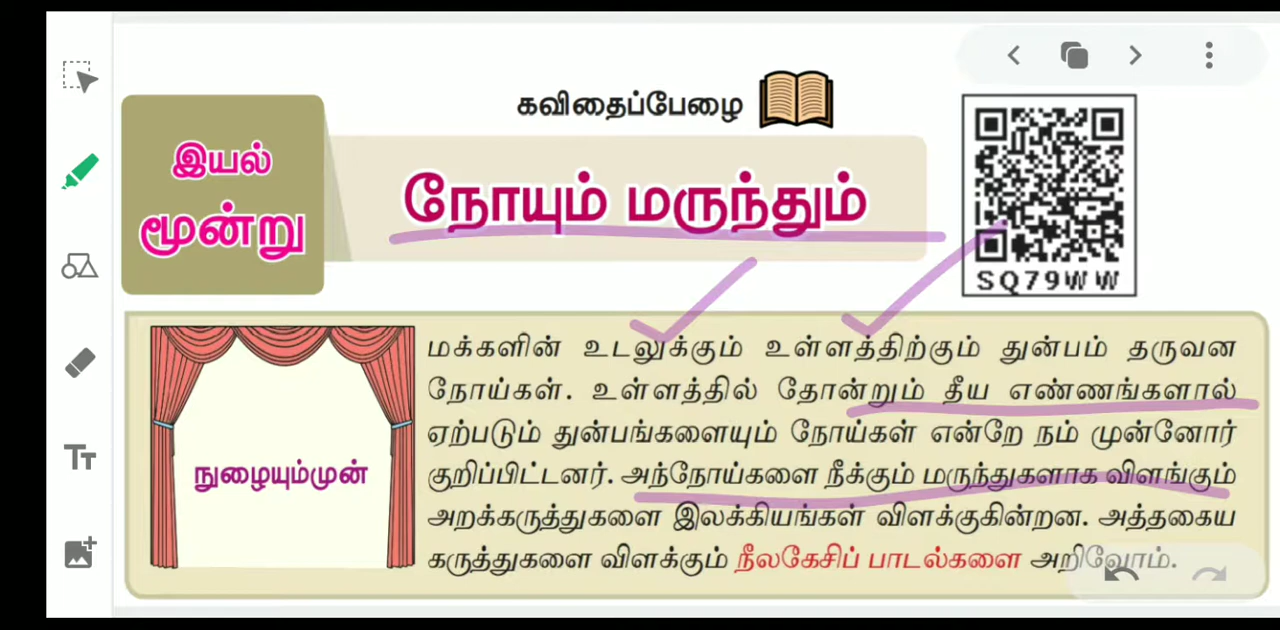 கவிதைப்பேழை
இயல்
மூன்று
நோயும் மருந்தும்
SQ79WW
நுழையும்முன்
மக்களின் உடலுக்கும் உள்ளத்திற்கும் துன்பம் தருவன
நோய்கள். உள்ளத்தில் தோன்றும் தீய எண்ணங்களால்
ஏற்படும் துன்பங்களையும் நோய்கள் என்றே நம் முன்னோர்
குறிப்பிட்டனர். அந்நோய்களை நீக்கும் மருந்துகளாக விளங்கும்
அறக்கருத்துகளை இலக்கியங்கள் விளக்குகின்றன. அத்தகைய
கருத்துகளை விளக்கும் நீலகேசிப் பாடல்களை அறிவோம்.
TT